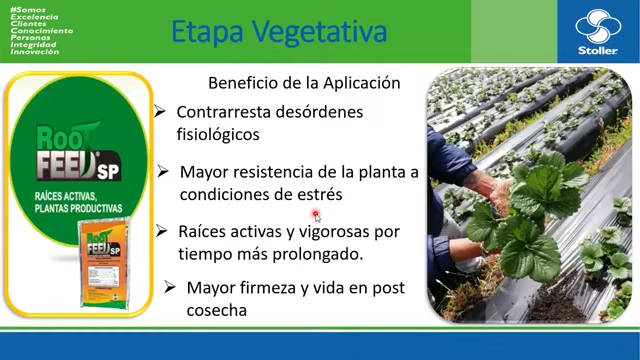 #Somos
Excelencia
Clientes
Conocimiento
Personas
Integridad
Innovación
Etapa Vegetativa
Stoller
Beneficio de la Aplicación
Contrarresta desórdenes
fisiológicos
Mayor resistencia de la planta a
condiciones de estrés
Raíces activas y vigorosas por
tiempo más prolongado.
Mayor firmeza y vida en post
cosecha
ROOT
FEED SP
RAÍCES ACTIVAS,
PLANTAS PRODUCTIVAS
ROOT
FEED SP